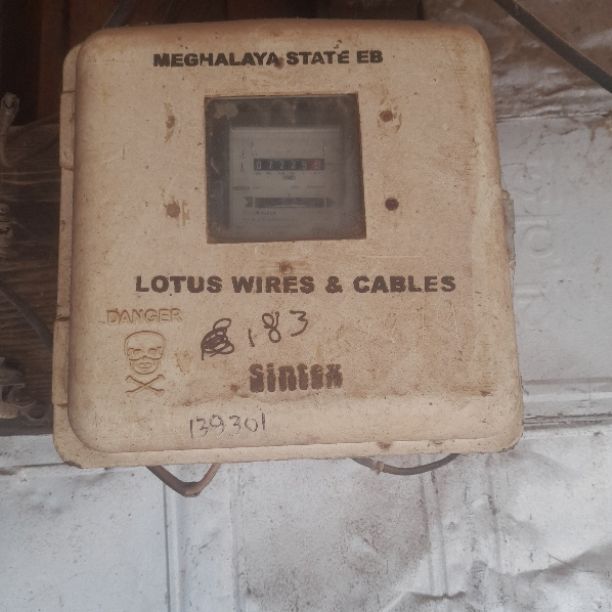 MEGHALAYA STATE EB
LOTUS WIRES & CABLES
DANGER
183
Sintex
139301